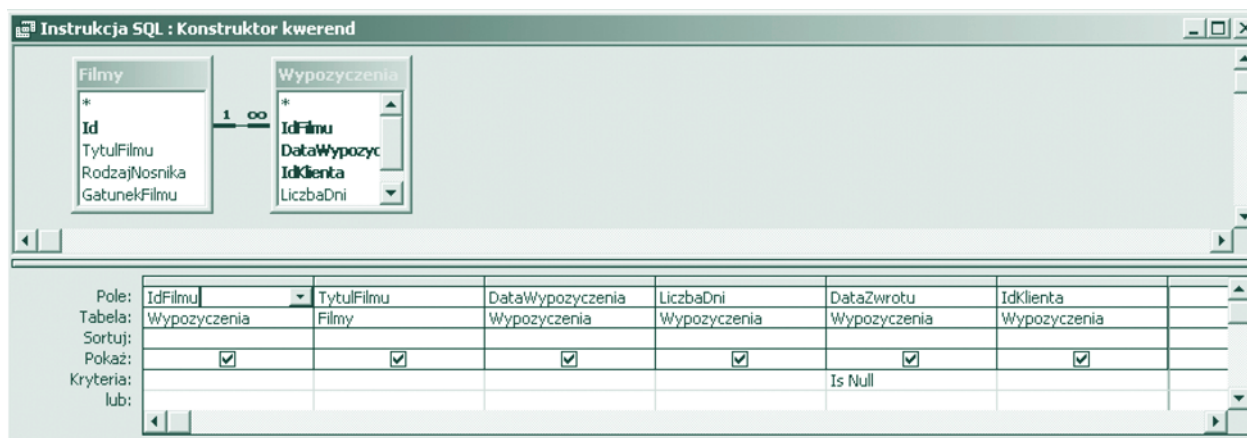 Instrukcja SQL : Konstruktor kwerend
Filmy Wypozyczenia
* *
1 ∞
Id IdFilmu
TytulFilmu DataWypozyc
RodzajNosnika IdKlienta
GatunekFilmu LiczbaDni
Pole: IdFilmu TytulFilmu DataWypozyczenia LiczbaDni DataZwrotu IdKlienta
Tabela: Wypozyczenia Filmy Wypozyczenia Wypozyczenia Wypozyczenia Wypozyczenia
Sortuj:
Pokaż:
Kryteria: Is Null
lub: